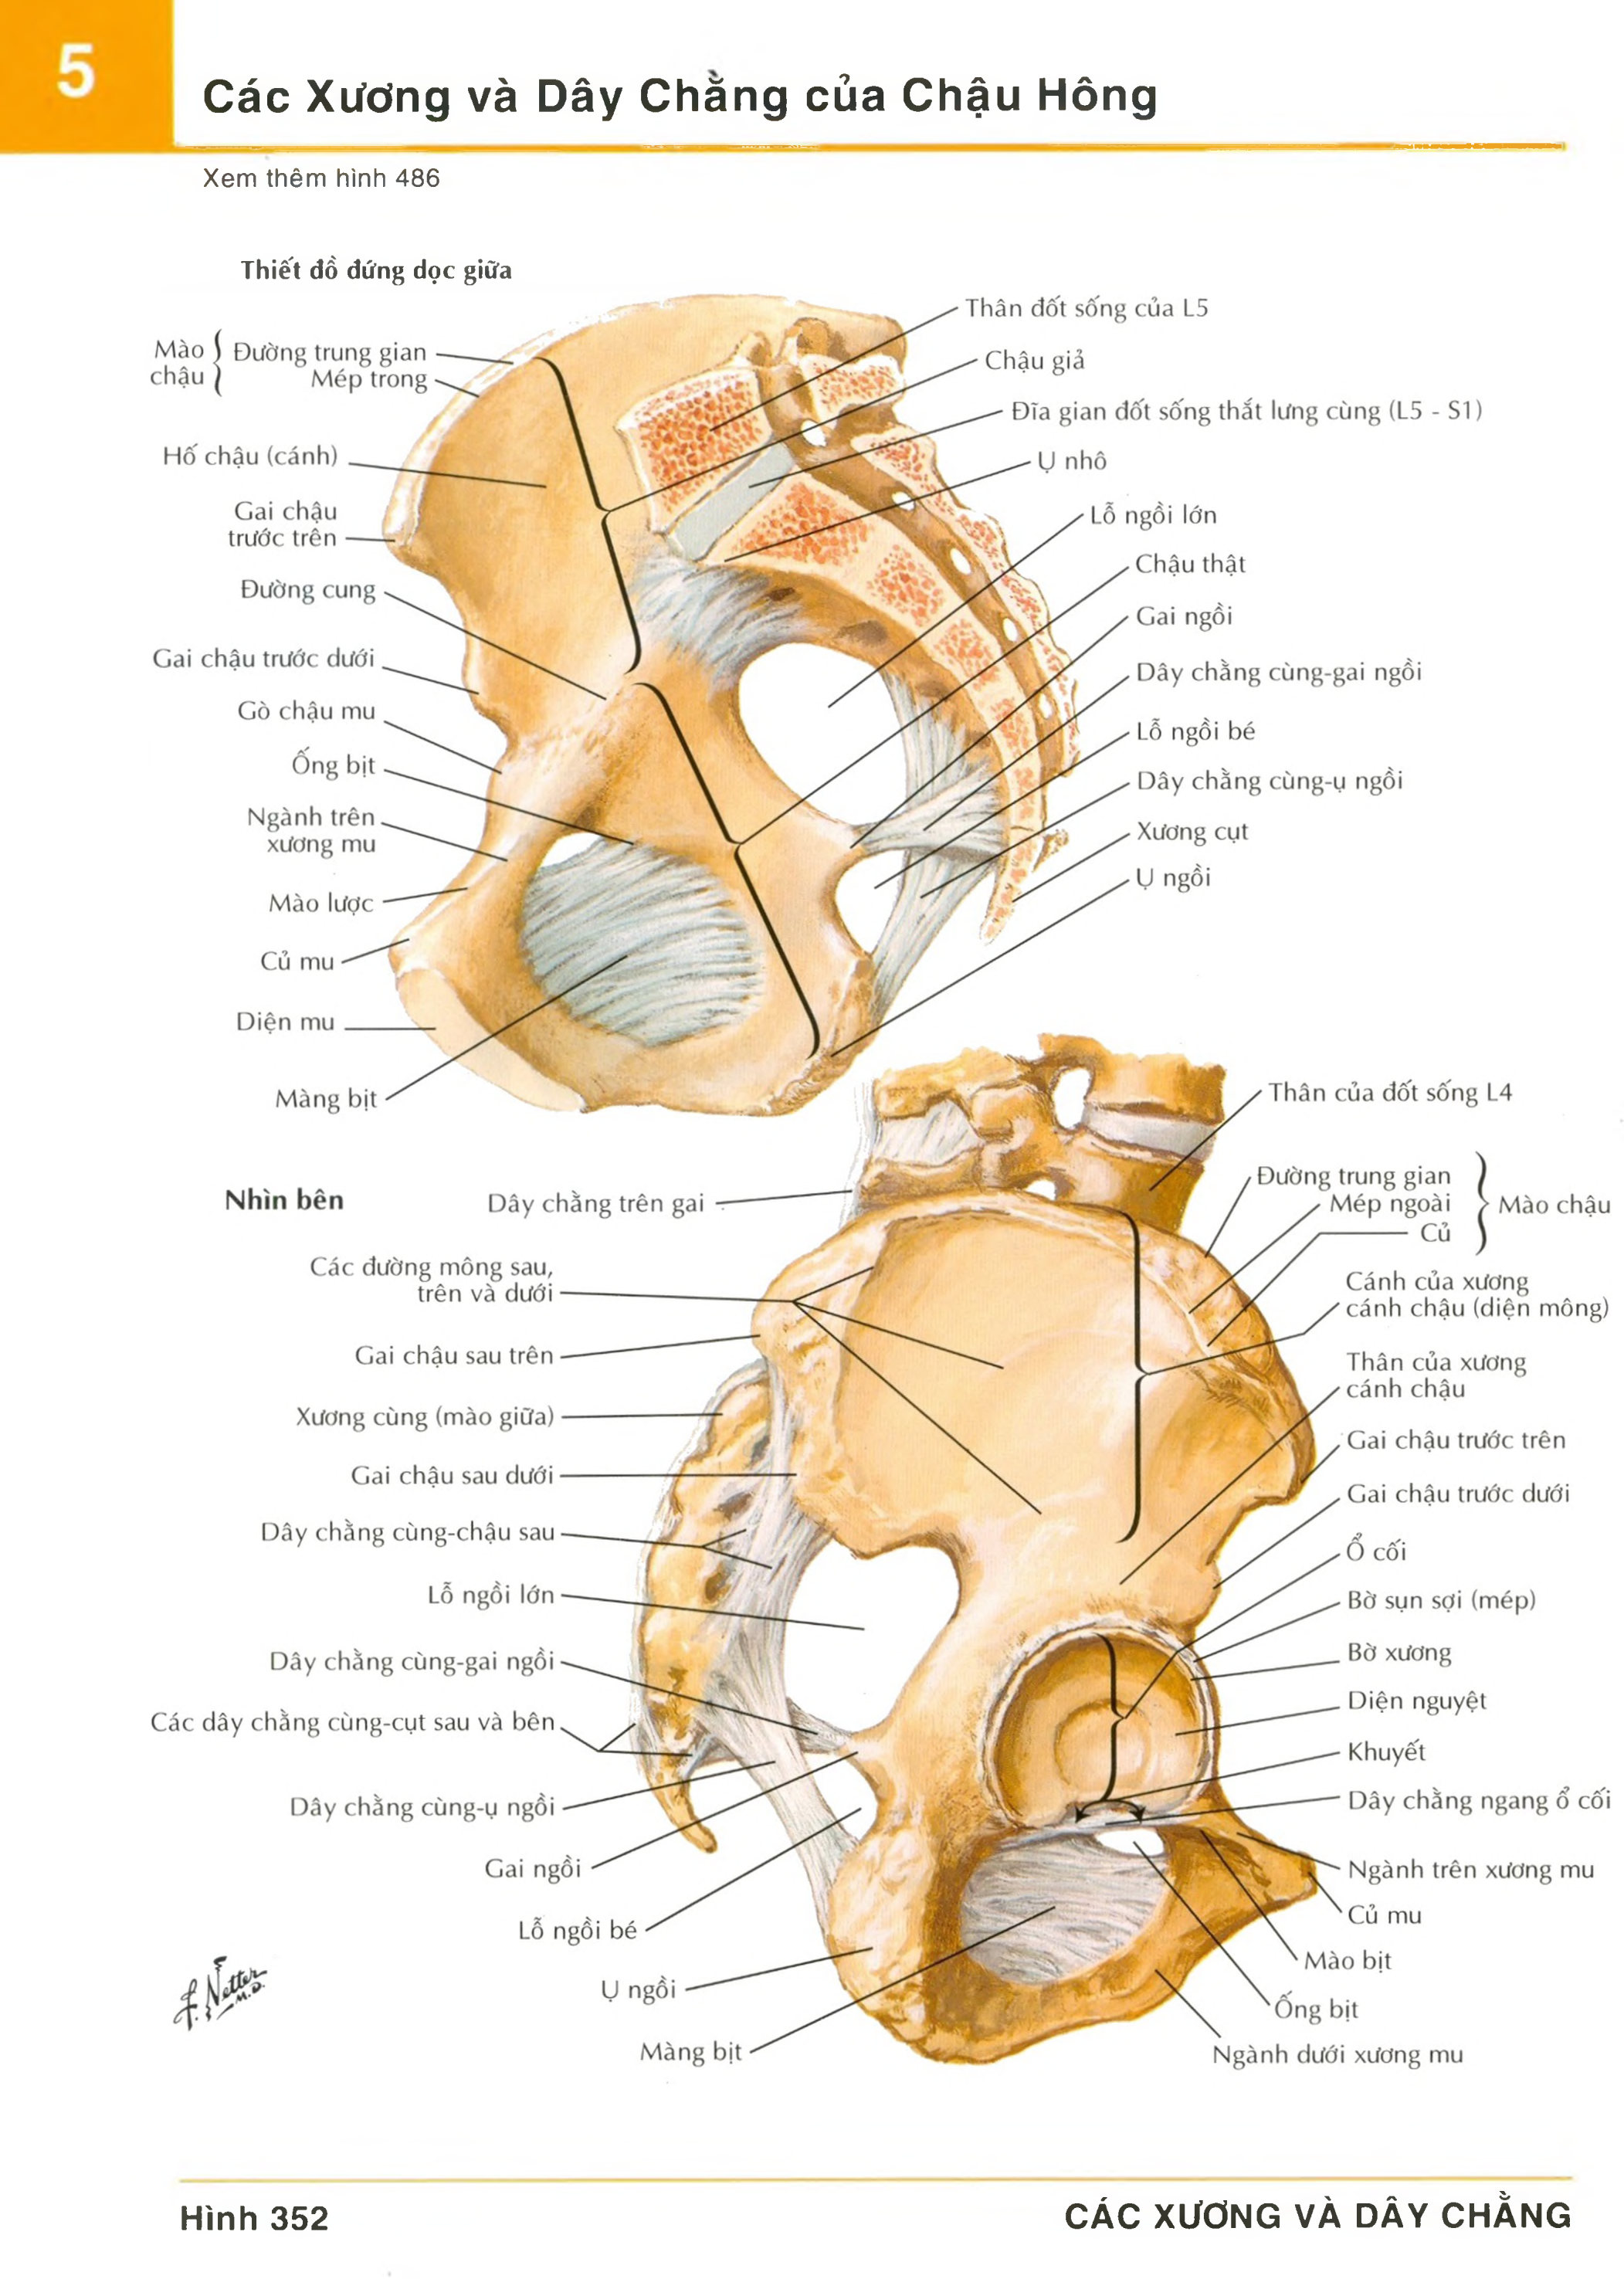 5
Các Xương và Dây Chằng của Chậu Hông
Xem thêm hình 486
Thiết đồ đứng dọc giữa
Mào
chậu
Đường trung gian
Mép trong
Hố chậu (cánh)
Gai chậu
trước trên
Đường cung
Gai chậu trước dưới
Gò chậu mu
Ống bịt
Ngành trên
xương mu
Mào lược
Củ mu
Diện mu
Màng bịt
Thân đốt sống của L5
Chậu giả
Đĩa gian đốt sống thắt lưng cùng (L5 - S1)
Ụ nhô
Lỗ ngồi lớn
Chậu thật
Gai ngồi
Dây chằng cùng-gai ngồi
Lỗ ngồi bé
Dây chằng cùng-ụ ngồi
Xương cụt
Ụ ngồi
Nhìn bên
Dây chằng trên gai
Các đường mông sau,
trên và dưới
Gai chậu sau trên
Xương cùng (mào giữa)
Gai chậu sau dưới
Dây chằng cùng-chậu sau
Lỗ ngồi lớn
Dây chằng cùng-gai ngồi
Các dây chằng cùng-cụt sau và bên
Dây chằng cùng-ụ ngồi
Gai ngồi
Lỗ ngồi bé
Ụ ngồi
Màng bịt
Thân của đốt sống L4
Đường trung gian
Mép ngoài
Củ
Mào chậu
Cánh của xương
cánh chậu (diện mông)
Thân của xương
cánh chậu
Gai chậu trước trên
Gai chậu trước dưới
Ổ cối
Bờ sụn sợi (mép)
Bờ xương
Diện nguyệt
Khuyết
Dây chằng ngang ổ cối
Ngành trên xương mu
Củ mu
Mào bịt
Ống bịt
Ngành dưới xương mu
F. Netter
M.D.
Hình 352
CÁC XƯƠNG VÀ DÂY CHẰNG